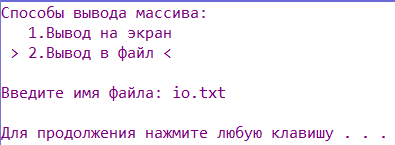 Способы вывода массива:
1.Вывод на экран
> 2.Вывод в файл <
Введите имя файла: io.txt
Для продолжения нажмите любую клавишу . . .